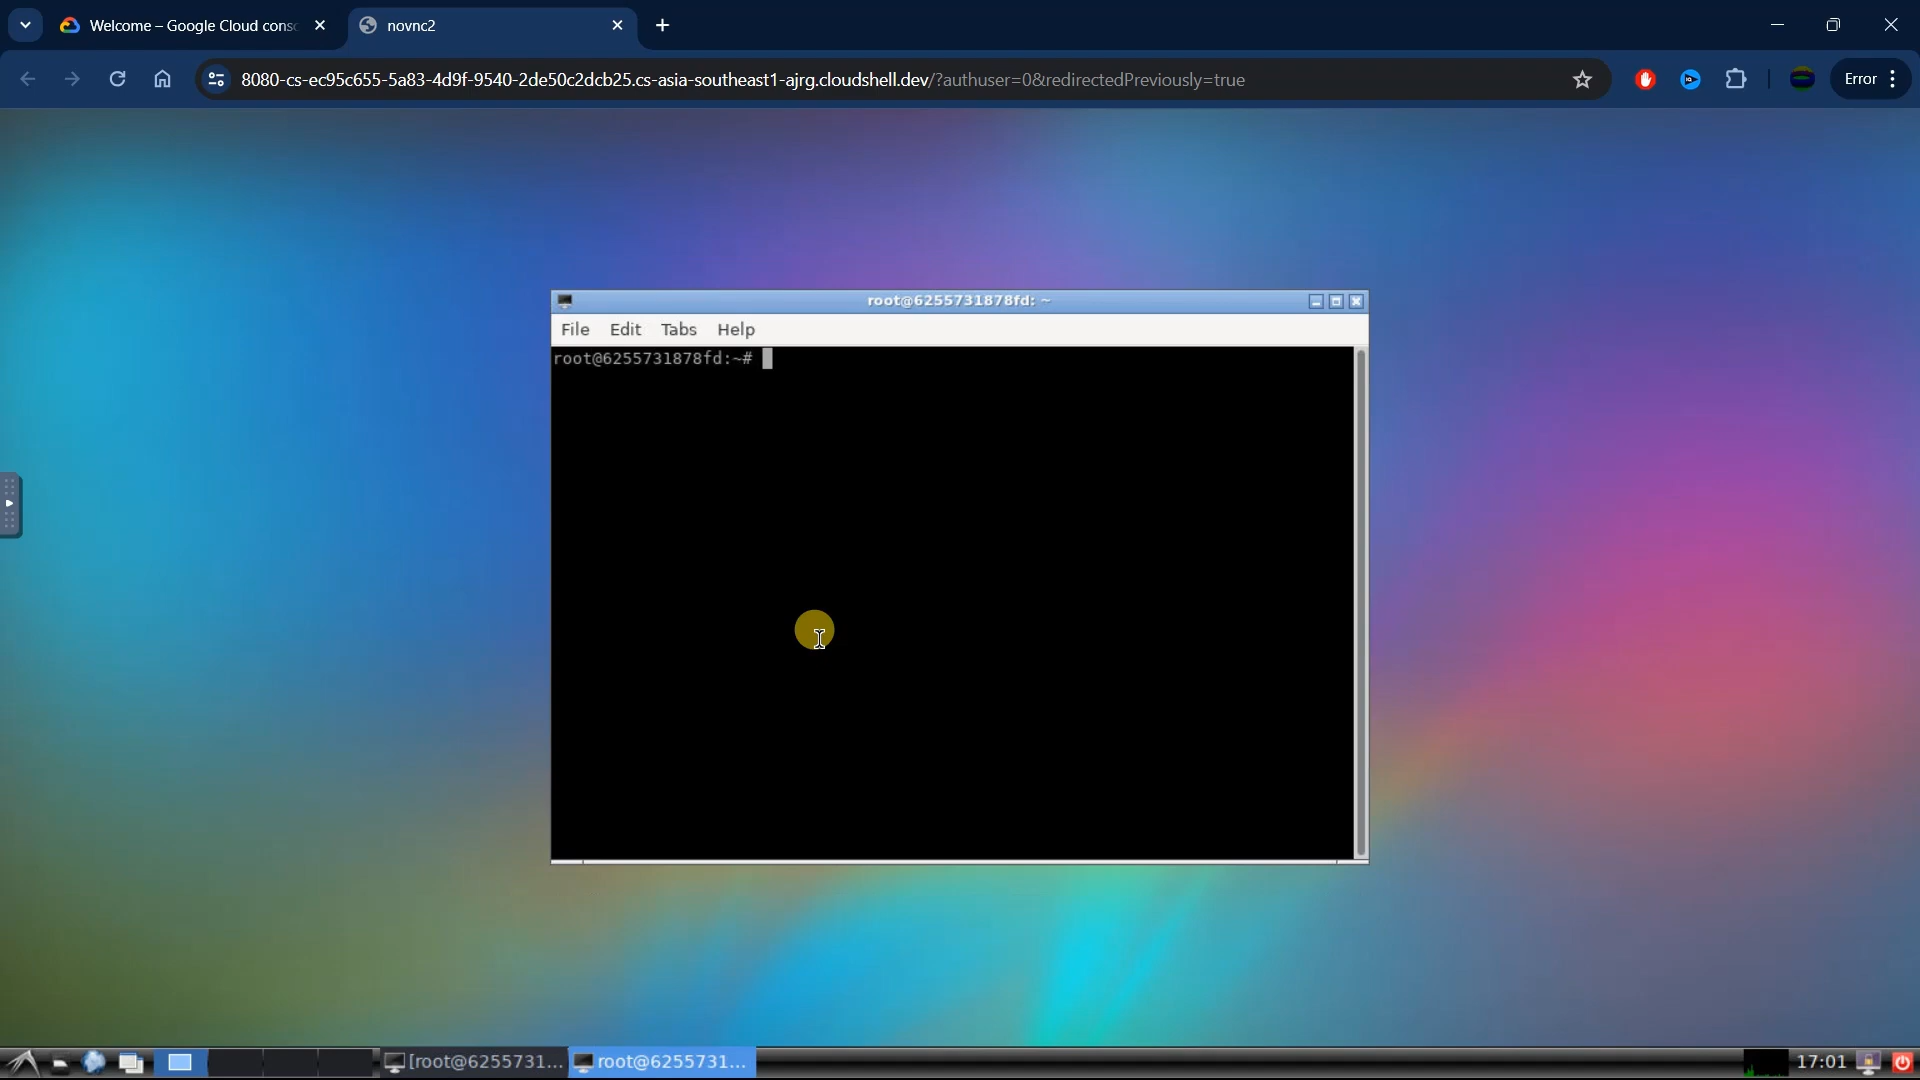 Welcome – Google Cloud cons
novnc2
8080-cs-ec95c655-5a83-4d9f-9540-2de50c2dcb25.cs-asia-southeast1-ajrg.cloudshell.dev/?authuser=0&redirectedPreviously=true
Error
root@6255731878fd: ~
File Edit Tabs Help
root@6255731878fd:~#
[root@6255731... root@6255731... 17:01